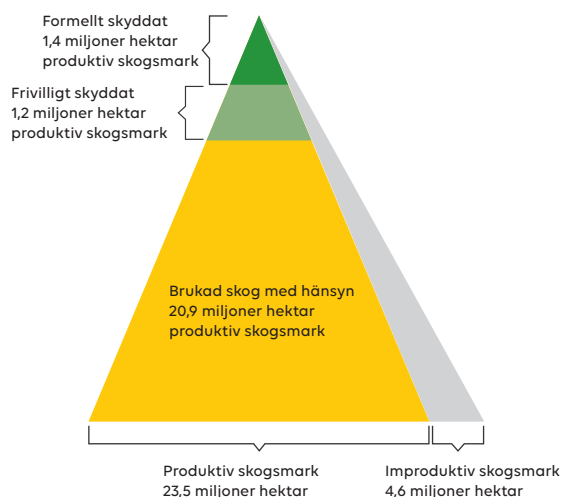 Formellt skyddat
1,4 miljoner hektar
produktiv skogsmark
Frivilligt skyddat
1,2 miljoner hektar
produktiv skogsmark
Brukad skog med hänsyn
20,9 miljoner hektar
produktiv skogsmark
Produktiv skogsmark
23,5 miljoner hektar
Improduktiv skogsmark
4,6 miljoner hektar